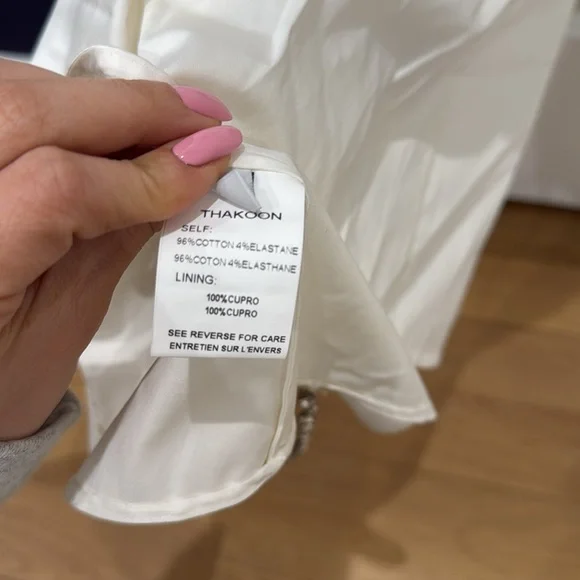 THAKOON
SELF:
96%COTTON 4%ELASTANE
96%COTON 4%ELASTHANE
LINING:
100%CUPRO
100%CUPRO
SEE REVERSE FOR CARE
ENTRETIEN SUR L'ENVERS